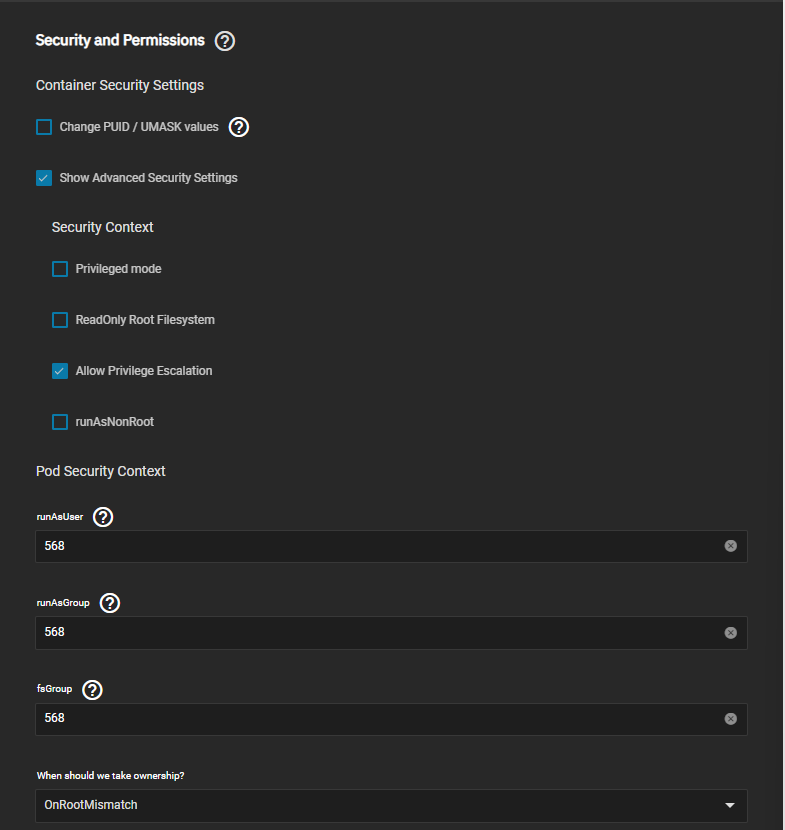 Security and Permissions ?
Container Security Settings
Change PUID / UMASK values ?
Show Advanced Security Settings
Security Context
Privileged mode
ReadOnly Root Filesystem
Allow Privilege Escalation
runAsNonRoot
Pod Security Context
runAsUser ?
568
runAsGroup ?
568
fsGroup ?
568
When should we take ownership?
OnRootMismatch